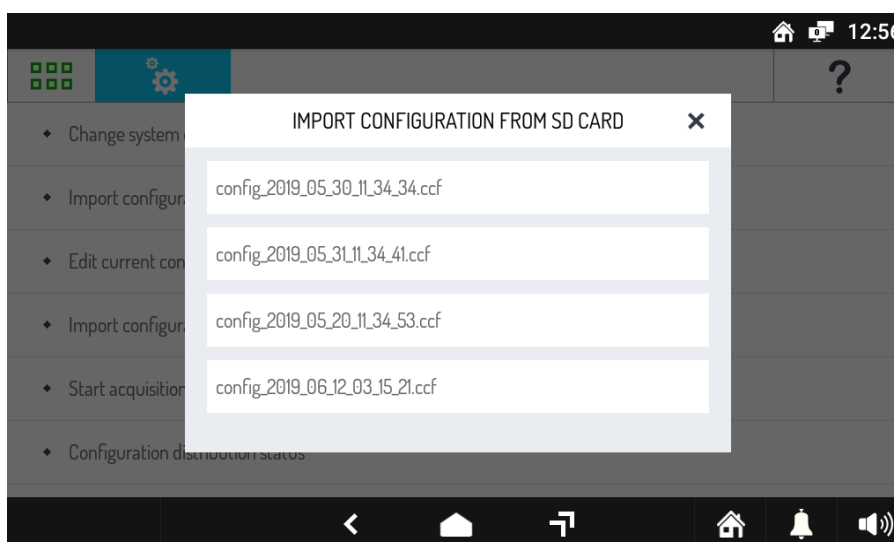 12:56
?
IMPORT CONFIGURATION FROM SD CARD
Change system
config_2019_05_30_11_34_34.ccf
Import configur
config_2019_05_31_11_34_41.ccf
Edit current con
config_2019_05_20_11_34_53.ccf
Import configur
Start acquisition
config_2019_06_12_03_15_21.ccf
Configuration distribution status